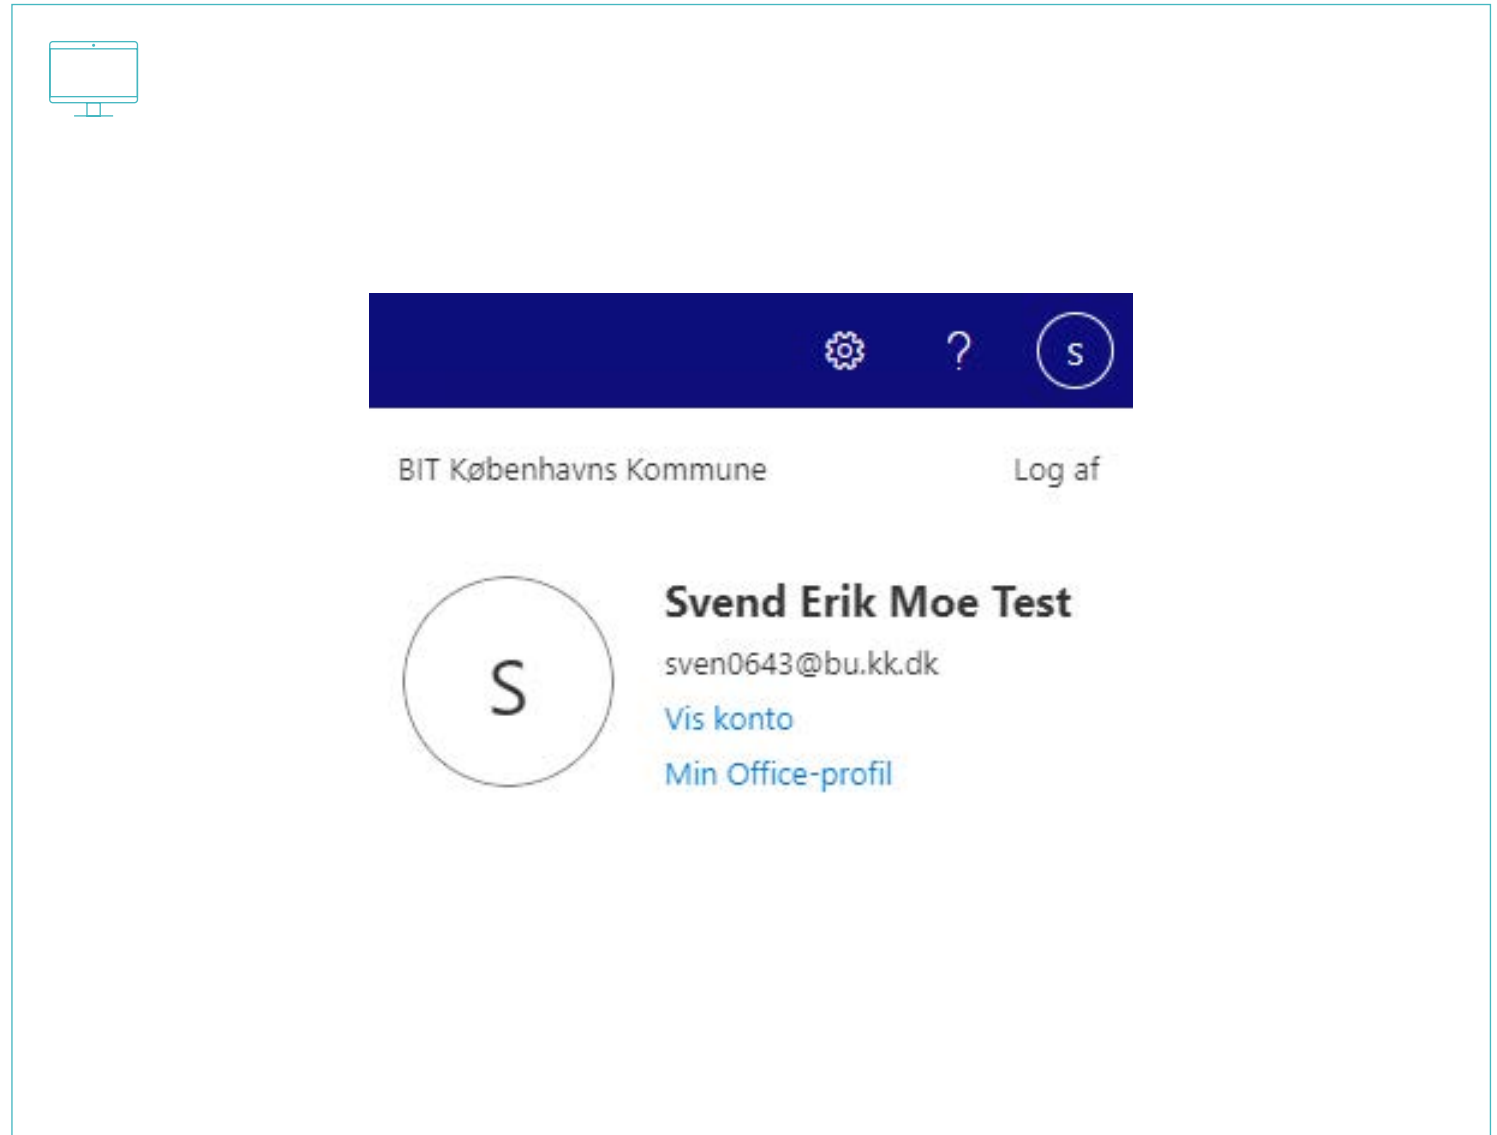 ? S
BIT Københavns Kommune Log af
S
Svend Erik Moe Test
sven0643@bu.kk.dk
Vis konto
Min Office-profil